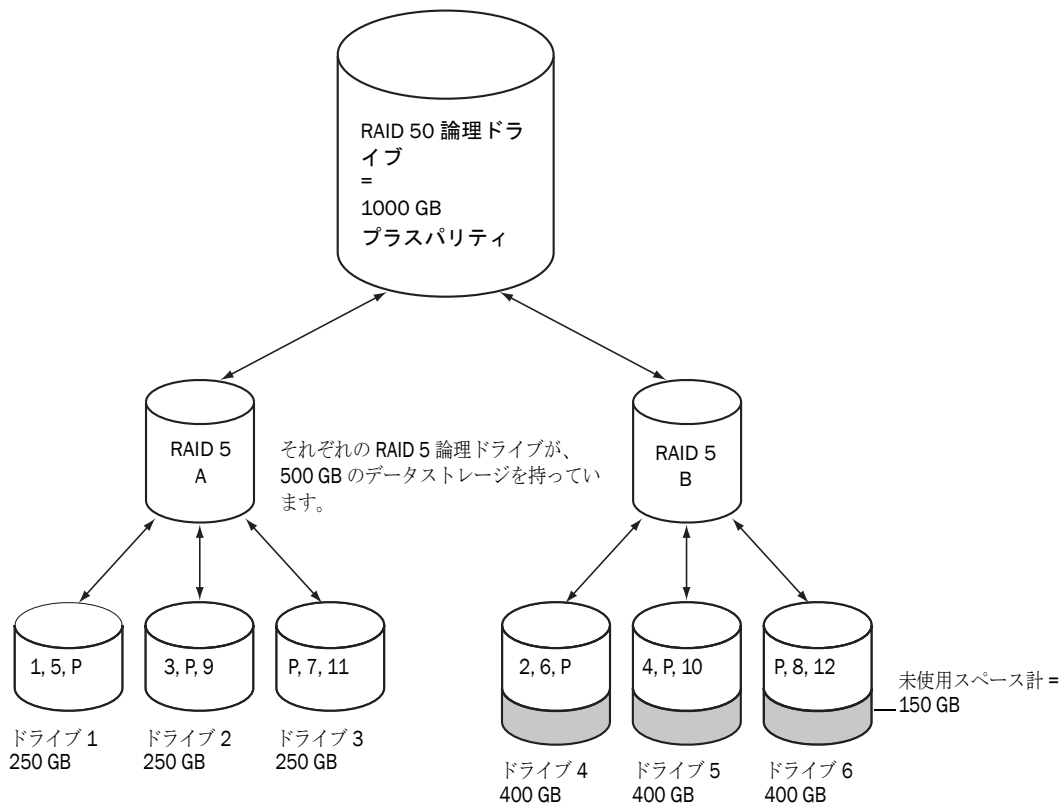 RAID 50 論理ドラ
イブ
=
1000 GB
プラスパリティ
RAID 5
A
それぞれの RAID 5 論理ドライブが、
500 GB のデータストレージを持ってい
ます。
RAID 5
B
1, 5, P
3, P, 9
P, 7, 11
2, 6, P
4, P, 10
P, 8, 12
未使用スペース計 =
150 GB
ドライブ 1
250 GB
ドライブ 2
250 GB
ドライブ 3
250 GB
ドライブ 4
400 GB
ドライブ 5
400 GB
ドライブ 6
400 GB